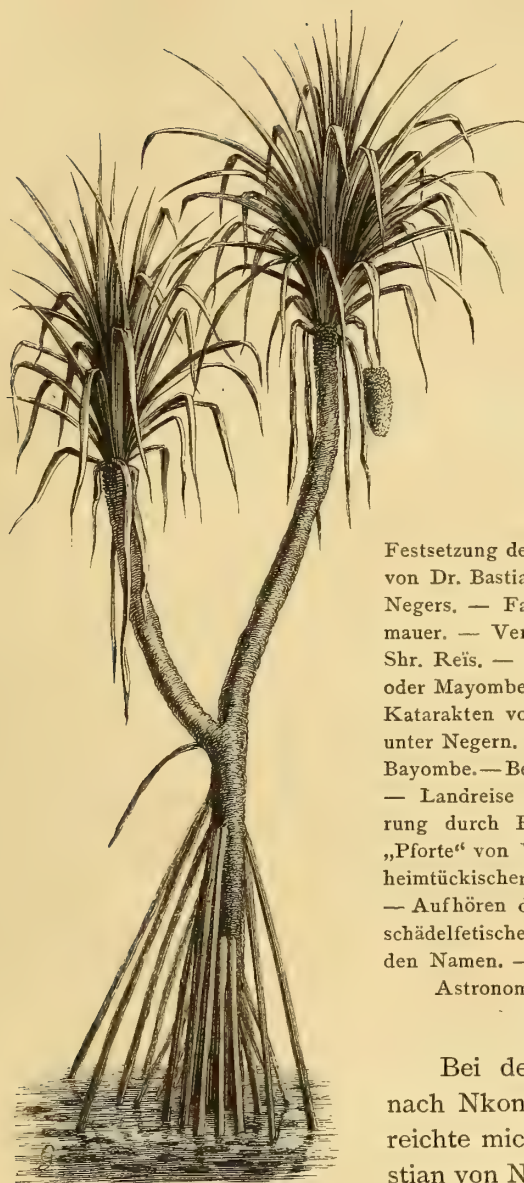 Festsetzung de
von Dr. Bastia
Negers. — Fa
mauer. — Ver
Shr. Reïs. —
oder Mayombe
Katarakten vo
unter Negern.
Bayombe. — Be
— Landreise
rung durch E
„Pforte“ von
heimtückischer
— Aufhören d
schädelfetische
den Namen. —
Astronom
Bei de
nach Nkon
reichte mic
stian von N